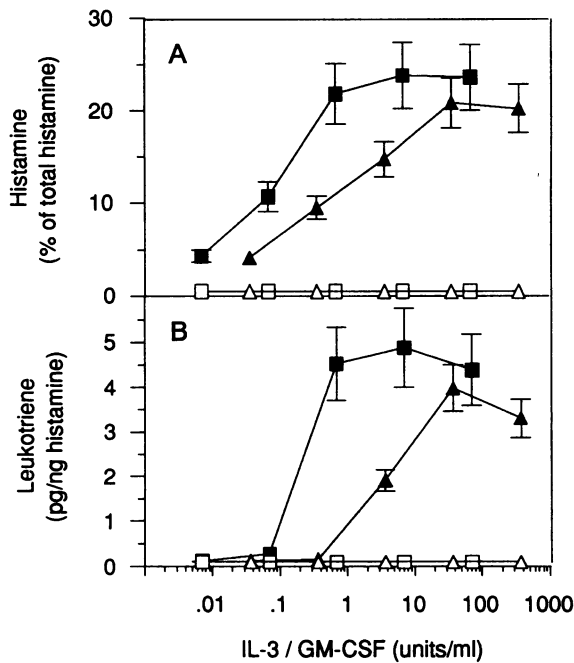 30
A
20
10
0
Histamine
(% of total histamine)
B
5
4
3
2
1
0
Leukotriene
(pg/ng histamine)
.01 .1 1 10 100 1000
IL-3 / GM-CSF (units/ml)